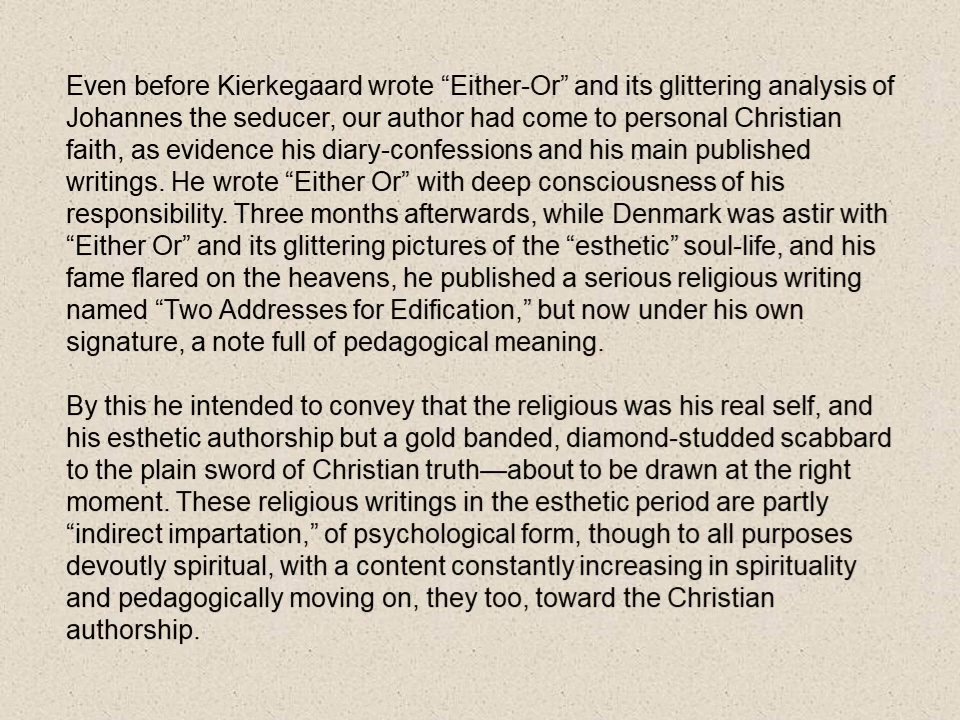 Even before Kierkegaard wrote “Either-Or” and its glittering analysis of
Johannes the seducer, our author had come to personal Christian
faith, as evidence his diary-confessions and his main published
writings. He wrote “Either Or” with deep consciousness of his
responsibility. Three months afterwards, while Denmark was astir with
“Either Or” and its glittering pictures of the “esthetic” soul-life, and his
fame flared on the heavens, he published a serious religious writing
named “Two Addresses for Edification,” but now under his own
signature, a note full of pedagogical meaning.
By this he intended to convey that the religious was his real self, and
his esthetic authorship but a gold banded, diamond-studded scabbard
to the plain sword of Christian truth—about to be drawn at the right
moment. These religious writings in the esthetic period are partly
“indirect impartation,” of psychological form, though to all purposes
devoutly spiritual, with a content constantly increasing in spirituality
and pedagogically moving on, they too, toward the Christian
authorship.